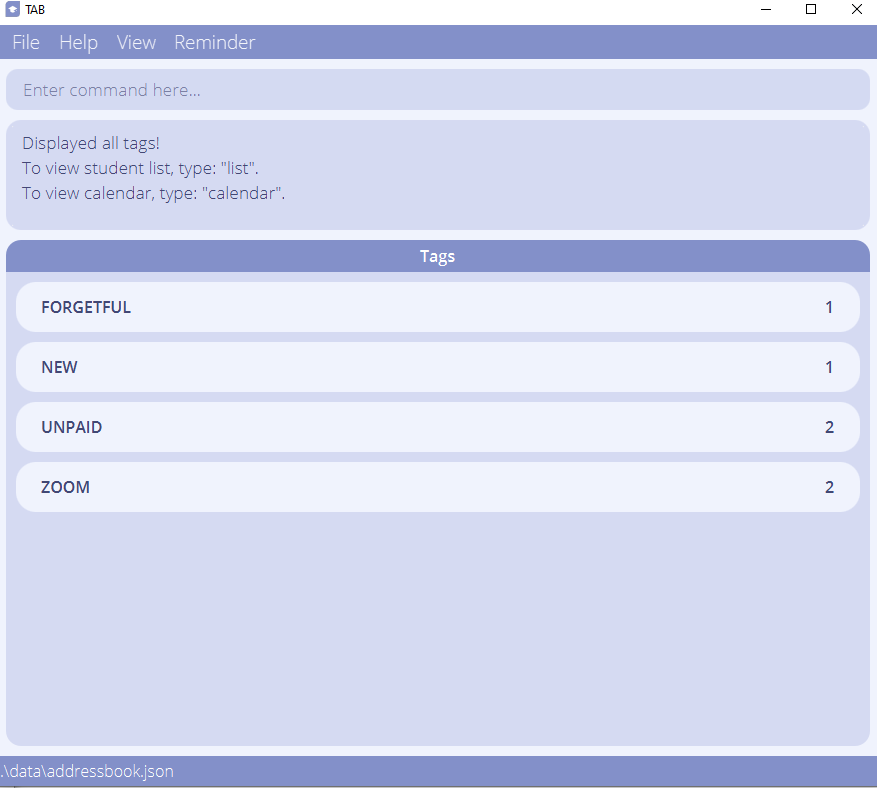 TAB
File Help View Reminder
Enter command here...
Displayed all tags!
To view student list, type: "list".
To view calendar, type: "calendar".
Tags
FORGETFUL 1
NEW 1
UNPAID 2
ZOOM 2
.\data\addressbook.json